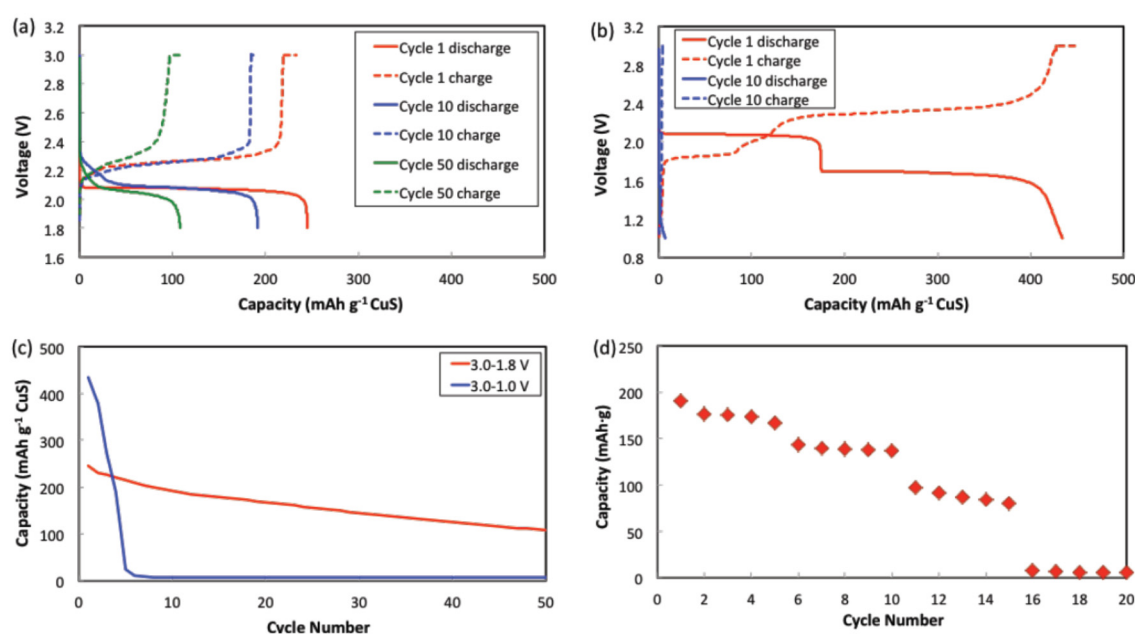 (a)
3.0
2.8
2.6
2.4
2.2
2.0
1.8
1.6
Voltage (V)
Cycle 1 discharge
Cycle 1 charge
Cycle 10 discharge
Cycle 10 charge
Cycle 50 discharge
Cycle 50 charge
0 100 200 300 400 500
Capacity (mAh g⁻¹ CuS)
(b)
3.2
2.8
2.4
2.0
1.6
1.2
0.8
Voltage (V)
Cycle 1 discharge
Cycle 1 charge
Cycle 10 discharge
Cycle 10 charge
0 100 200 300 400 500
Capacity (mAh g⁻¹ CuS)
(c)
500
400
300
200
100
0
Capacity (mAh g⁻¹ CuS)
3.0-1.8 V
3.0-1.0 V
0 10 20 30 40 50
Cycle Number
(d)
250
200
150
100
50
0
Capacity (mAh·g)
0 2 4 6 8 10 12 14 16 18 20
Cycle Number